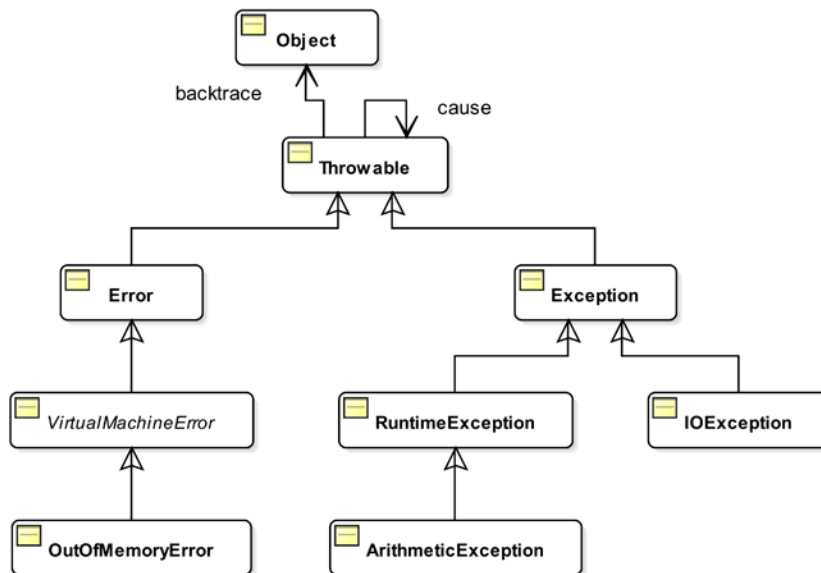 Object
backtrace
cause
Throwable
Error
Exception
VirtualMachineError
RuntimeException
IOException
OutOfMemoryError
ArithmeticException